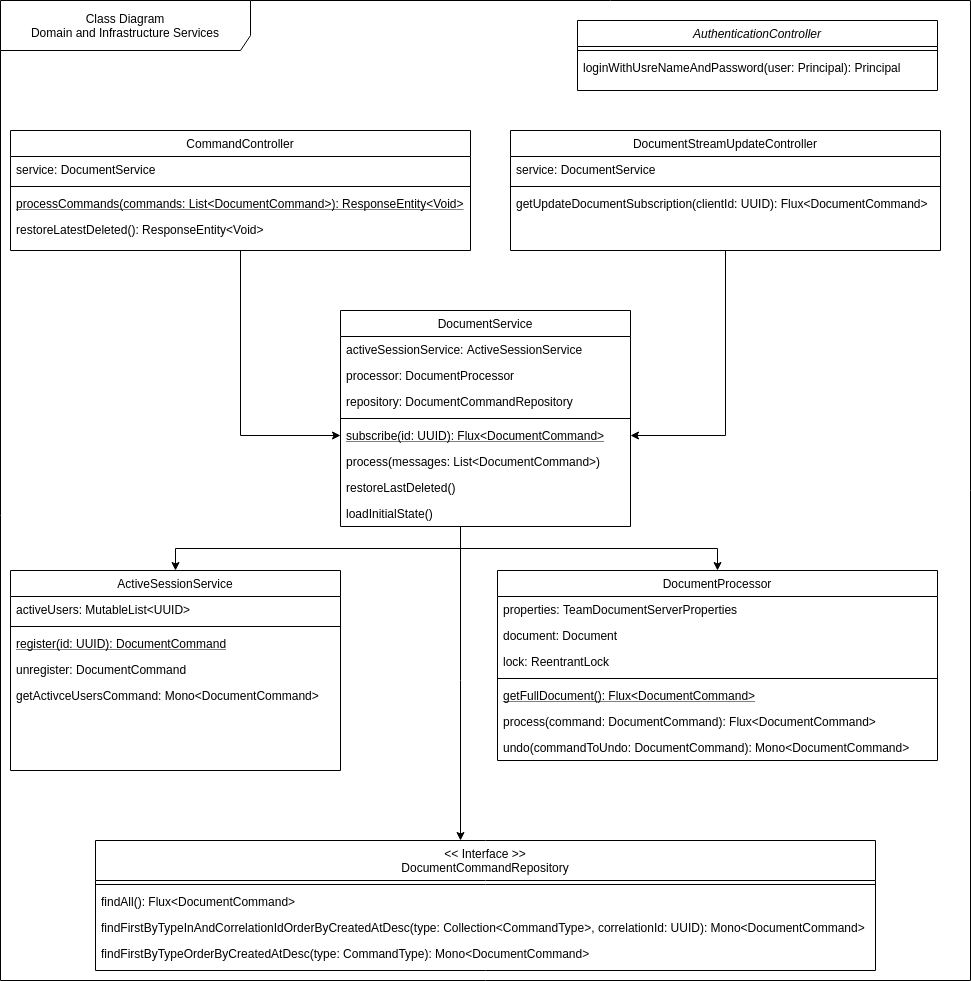 Class Diagram
Domain and Infrastructure Services
AuthenticationController
loginWithUsreNameAndPassword(user: Principal): Principal
CommandController
service: DocumentService
processCommands(commands: List<DocumentCommand>): ResponseEntity<Void>
restoreLatestDeleted(): ResponseEntity<Void>
DocumentStreamUpdateController
service: DocumentService
getUpdateDocumentSubscription(clientId: UUID): Flux<DocumentCommand>
DocumentService
activeSessionService: ActiveSessionService
processor: DocumentProcessor
repository: DocumentCommandRepository
subscribe(id: UUID): Flux<DocumentCommand>
process(messages: List<DocumentCommand>)
restoreLastDeleted()
loadInitialState()
ActiveSessionService
activeUsers: MutableList<UUID>
register(id: UUID): DocumentCommand
unregister: DocumentCommand
getActivceUsersCommand: Mono<DocumentCommand>
DocumentProcessor
properties: TeamDocumentServerProperties
document: Document
lock: ReentrantLock
getFullDocument(): Flux<DocumentCommand>
process(command: DocumentCommand): Flux<DocumentCommand>
undo(commandToUndo: DocumentCommand): Mono<DocumentCommand>
<< Interface >>
DocumentCommandRepository
findAll(): Flux<DocumentCommand>
findFirstByTypeInAndCorrelationIdOrderByCreatedAtDesc(type: Collection<CommandType>, correlationId: UUID): Mono<DocumentCommand>
findFirstByTypeOrderByCreatedAtDesc(type: CommandType): Mono<DocumentCommand>